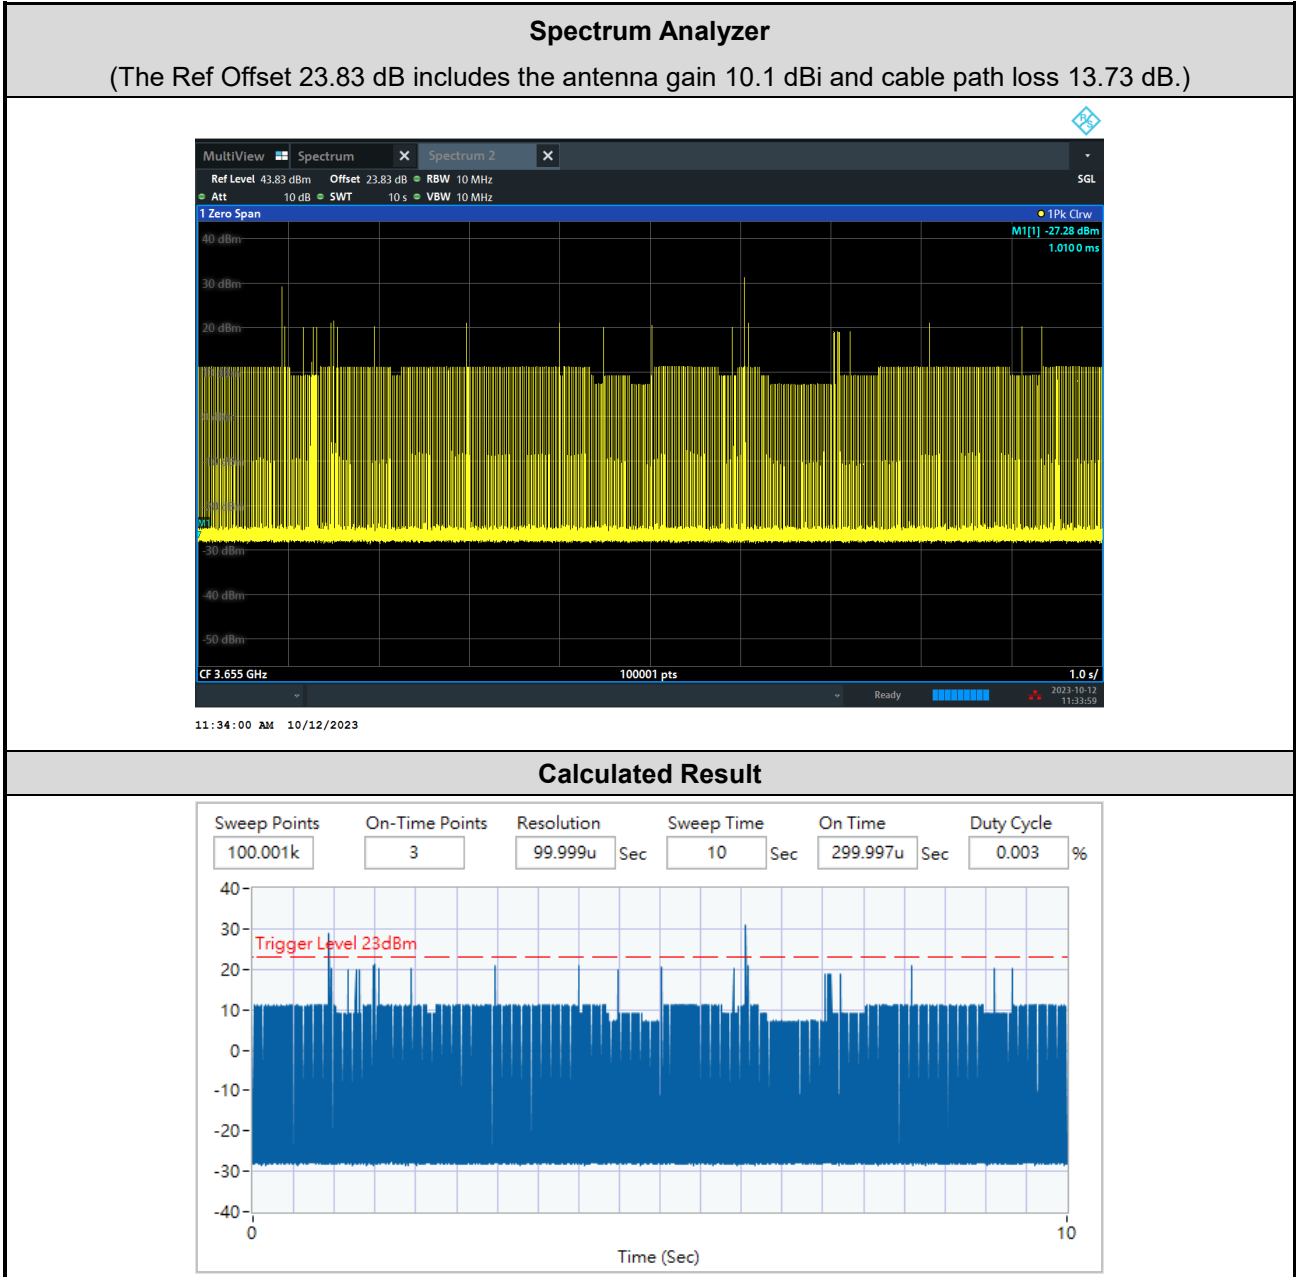 Spectrum Analyzer
(The Ref Offset 23.83 dB includes the antenna gain 10.1 dBi and cable path loss 13.73 dB.)
R&S
MultiView Spectrum Spectrum 2
Ref Level 43.83 dBm Offset 23.83 dB RBW 10 MHz SGL
Att 10 dB SWT 10 s VBW 10 MHz
1 Zero Span 1Pk Clrw
M1[1] -27.28 dBm
1.010 0 ms
40 dBm
30 dBm
20 dBm
M1
-30 dBm
-40 dBm
-50 dBm
CF 3.655 GHz 100001 pts 1.0 s/
Ready 2023-10-12
11:33:59
11:34:00 AM 10/12/2023
Calculated Result
Sweep Points On-Time Points Resolution Sweep Time On Time Duty Cycle
100.001k 3 99.999u Sec 10 Sec 299.997u Sec 0.003 %
40
30
Trigger Level 23dBm
20
10
0
-10
-20
-30
-40
0 10
Time (Sec)